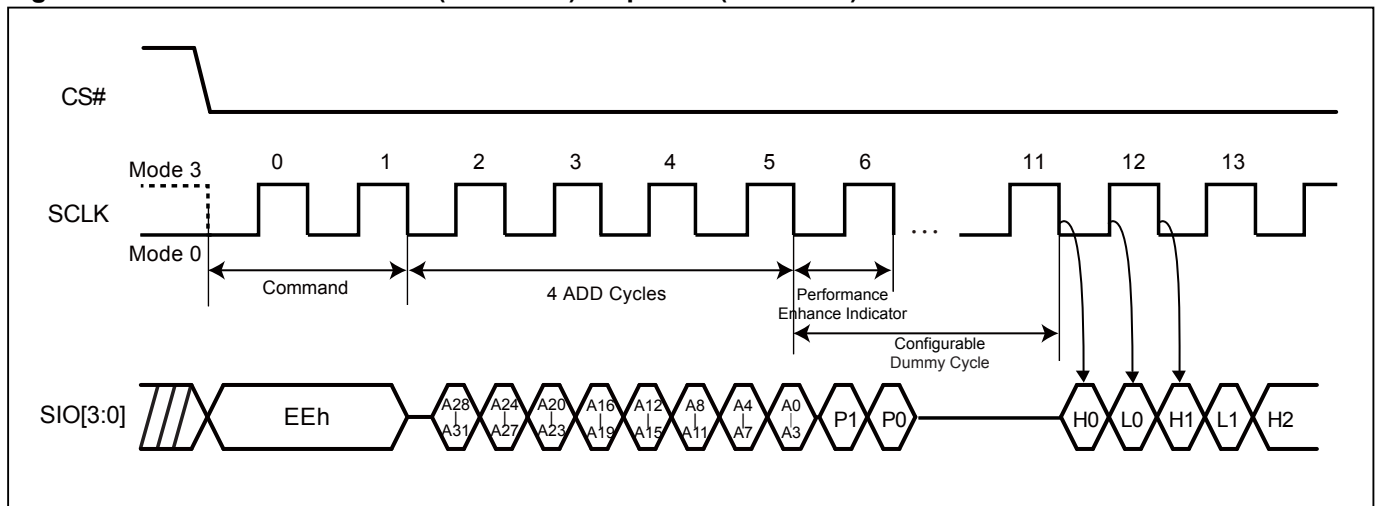 CS#
Mode 3
0 1 2 3 4 5 6 11 12 13
SCLK
...
Mode 0
Command
4 ADD Cycles
Performance
Enhance Indicator
Configurable
Dummy Cycle
SIO[3:0]
EEh
A28
|
A31
A24
|
A27
A20
|
A23
A16
|
A19
A12
|
A15
A8
|
A11
A4
|
A7
A0
|
A3
P1 P0
H0 L0 H1 L1 H2